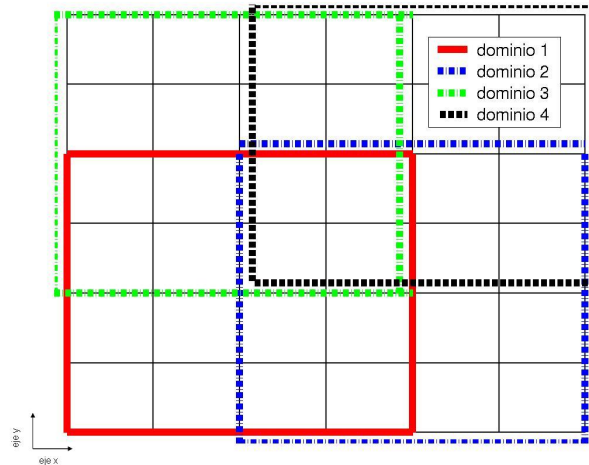 dominio 1
dominio 2
dominio 3
dominio 4
eje y
eje x